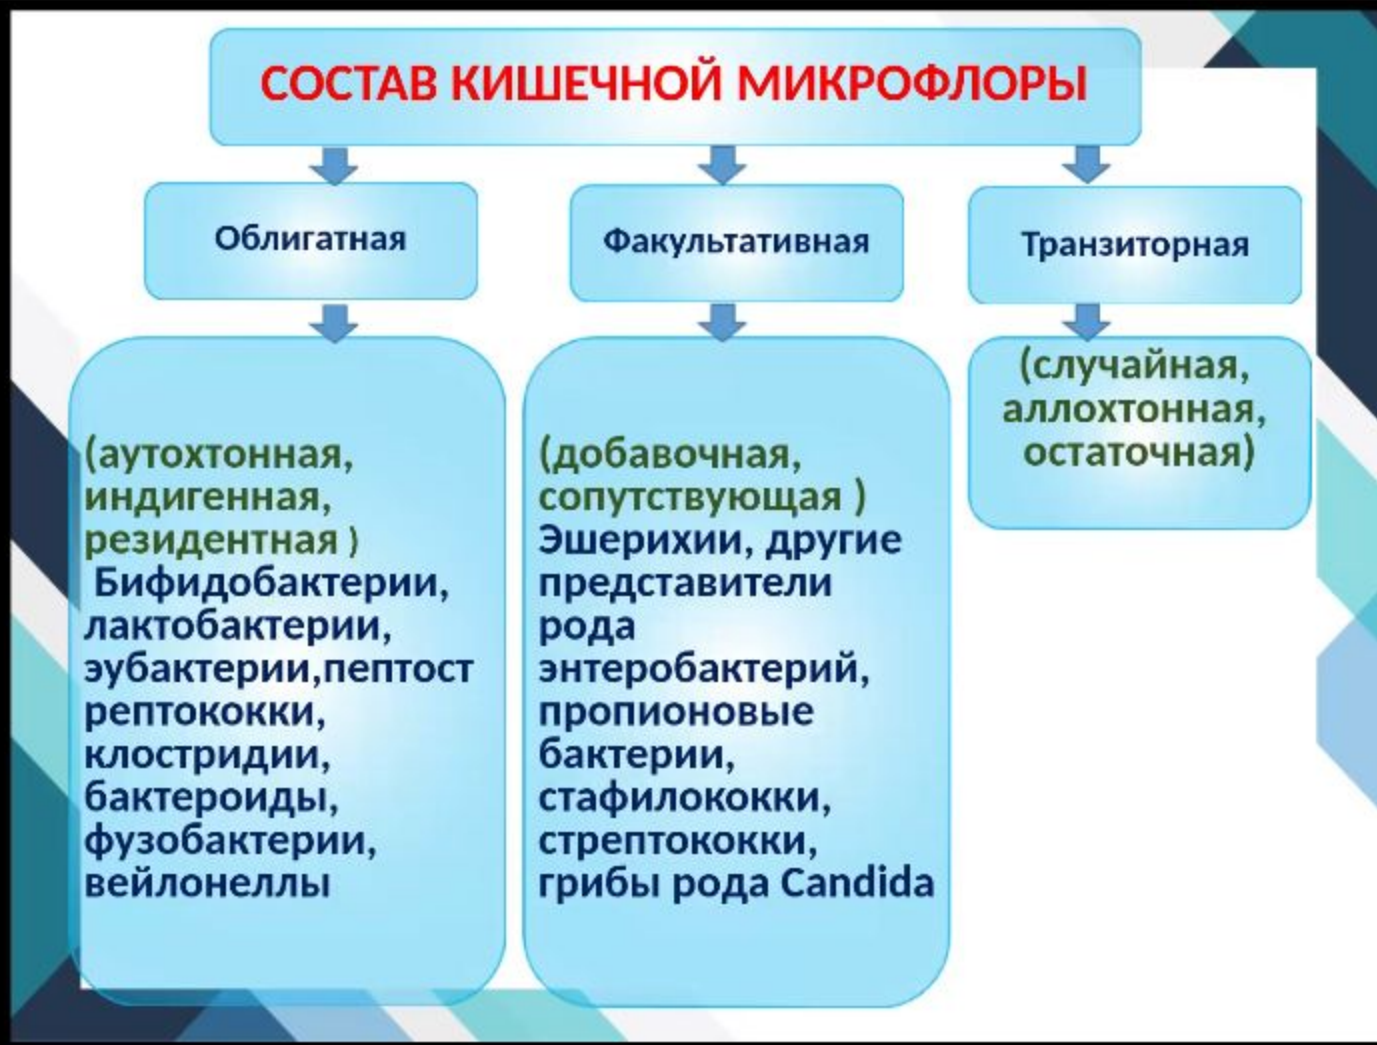 СОСТАВ КИШЕЧНОЙ МИКРОФЛОРЫ
Облигатная
Факультативная
Транзиторная
(аутохтонная,
индигенная,
резидентная )
Бифидобактерии,
лактобактерии,
эубактерии,пептост
рептококки,
клостридии,
бактероиды,
фузобактерии,
вейлонеллы
(добавочная,
сопутствующая )
Эшерихии, другие
представители
рода
энтеробактерий,
пропионовые
бактерии,
стафилококки,
стрептококки,
грибы рода Candida
(случайная,
аллохтонная,
остаточная)